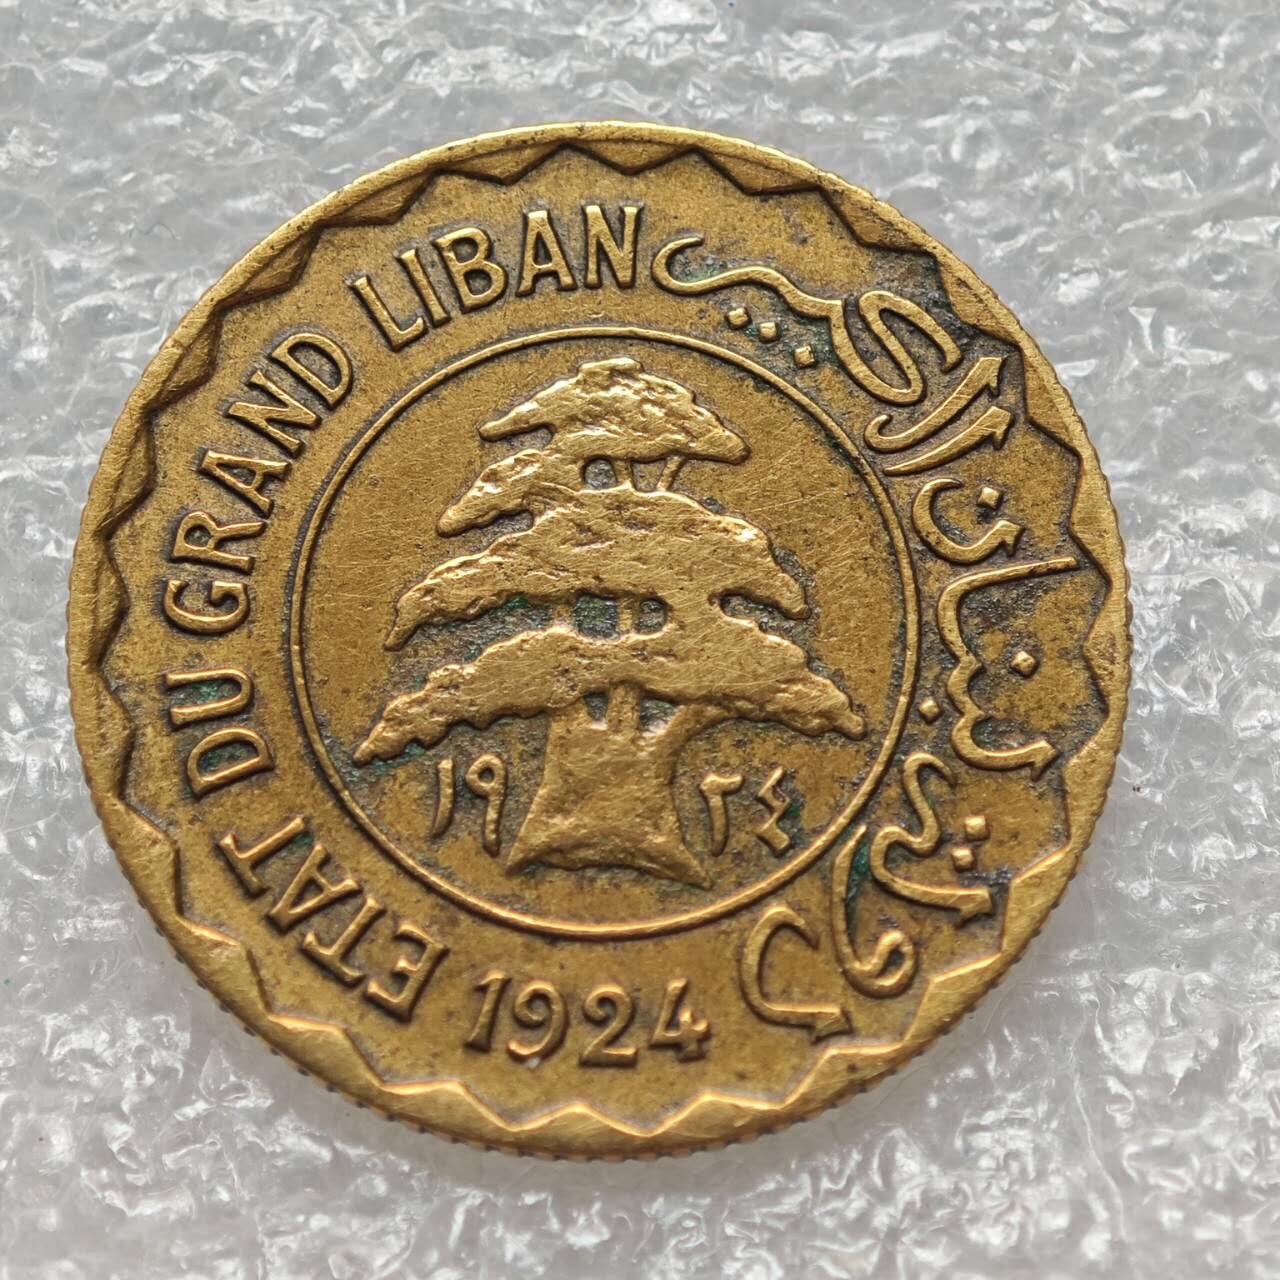 ETAT DU GRAND LIBAN
دولة لبنان الكبير
١٩٢٤
1924